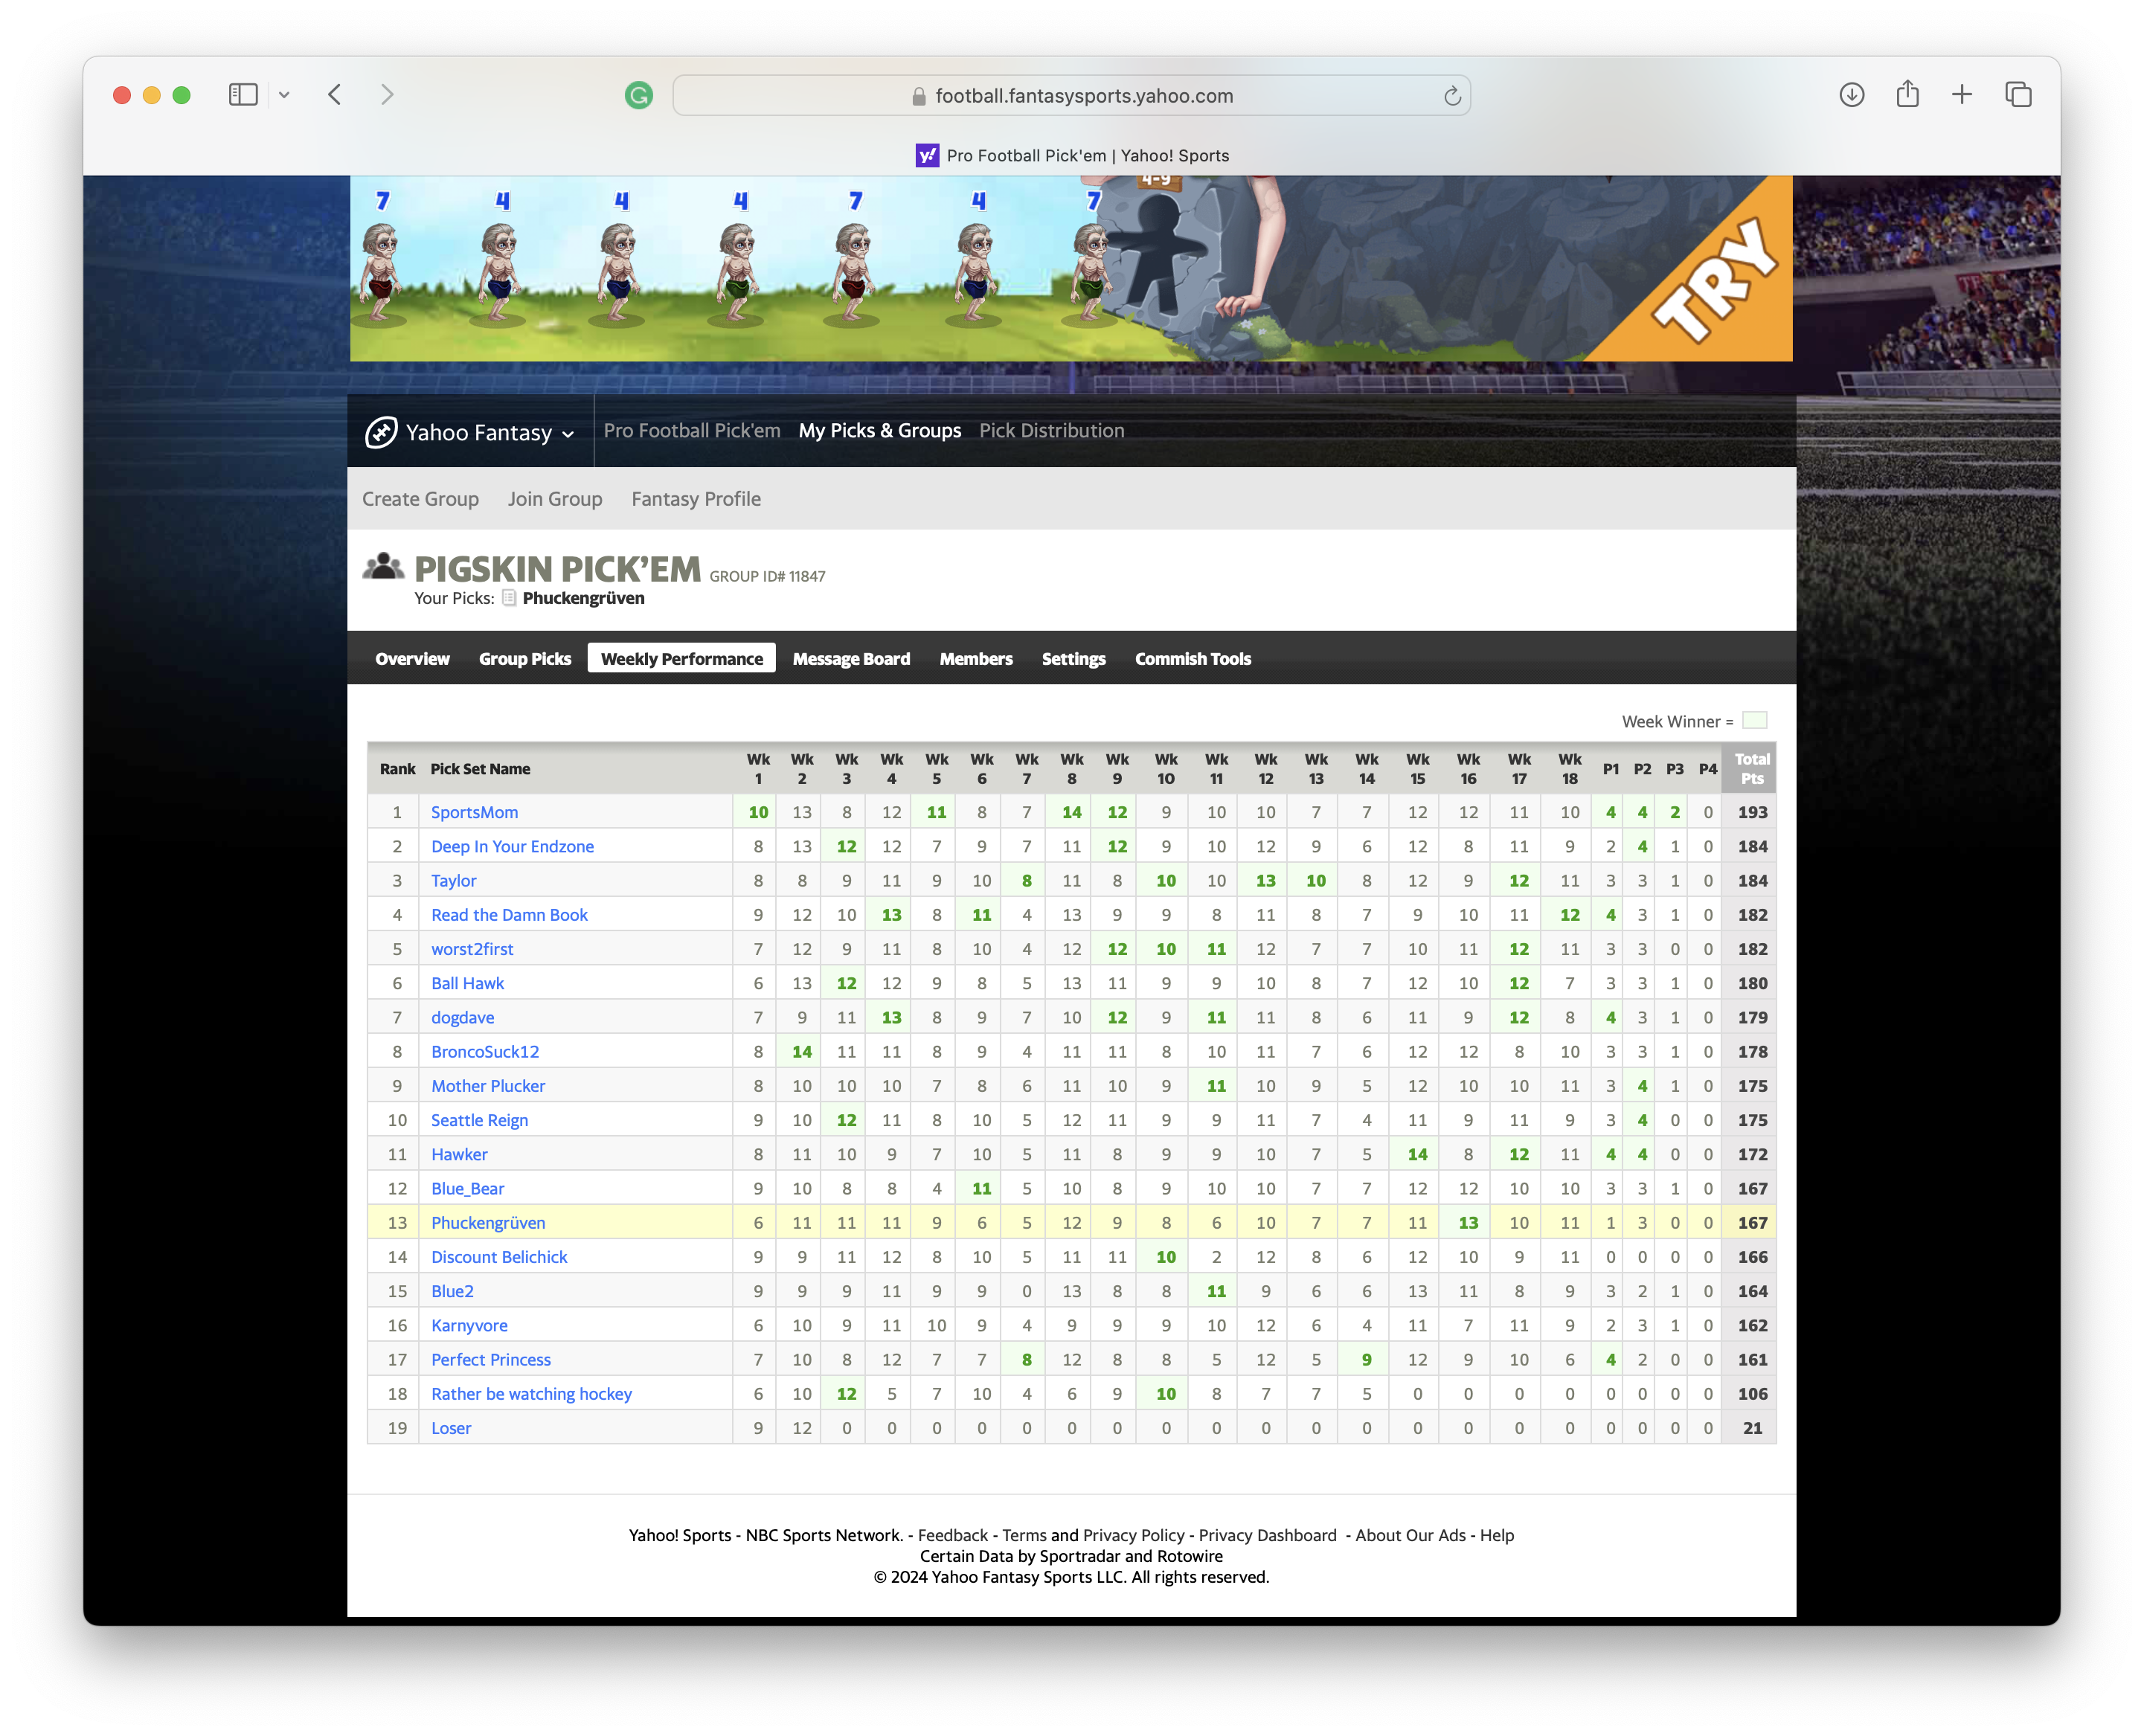 football.fantasysports.yahoo.com
y! Pro Football Pick'em | Yahoo! Sports
7 4 4 4 7 4 7 4-9
TRY
Yahoo Fantasy Pro Football Pick'em My Picks & Groups Pick Distribution
Create Group Join Group Fantasy Profile
PIGSKIN PICK'EM GROUP ID# 11847
Your Picks: Phuckengrüven
Overview Group Picks Weekly Performance Message Board Members Settings Commish Tools
Week Winner =
Rank Pick Set Name Wk 1 Wk 2 Wk 3 Wk 4 Wk 5 Wk 6 Wk 7 Wk 8 Wk 9 Wk 10 Wk 11 Wk 12 Wk 13 Wk 14 Wk 15 Wk 16 Wk 17 Wk 18 P1 P2 P3 P4 Total Pts
1 SportsMom 10 13 8 12 11 8 7 14 12 9 10 10 7 7 12 12 11 10 4 4 2 0 193
2 Deep In Your Endzone 8 13 12 12 7 9 7 11 12 9 10 12 9 6 12 8 11 9 2 4 1 0 184
3 Taylor 8 8 9 11 9 10 8 11 8 10 10 13 10 8 12 9 12 11 3 3 1 0 184
4 Read the Damn Book 9 12 10 13 8 11 4 13 9 9 8 11 8 7 9 10 11 12 4 3 1 0 182
5 worst2first 7 12 9 11 8 10 4 12 12 10 11 12 7 7 10 11 12 11 3 3 0 0 182
6 Ball Hawk 6 13 12 12 9 8 5 13 11 9 9 10 8 7 12 10 12 7 3 3 1 0 180
7 dogdave 7 9 11 13 8 9 7 10 12 9 11 11 8 6 11 9 12 8 4 3 1 0 179
8 BroncoSuck12 8 14 11 11 8 9 4 11 11 8 10 11 7 6 12 12 8 10 3 3 1 0 178
9 Mother Plucker 8 10 10 10 7 8 6 11 10 9 11 10 9 5 12 10 10 11 3 4 1 0 175
10 Seattle Reign 9 10 12 11 8 10 5 12 11 9 9 11 7 4 11 9 11 9 3 4 0 0 175
11 Hawker 8 11 10 9 7 10 5 11 8 9 9 10 7 5 14 8 12 11 4 4 0 0 172
12 Blue_Bear 9 10 8 8 4 11 5 10 8 9 10 10 7 7 12 12 10 10 3 3 1 0 167
13 Phuckengrüven 6 11 11 11 9 6 5 12 9 8 6 10 7 7 11 13 10 11 1 3 0 0 167
14 Discount Belichick 9 9 11 12 8 10 5 11 11 10 2 12 8 6 12 10 9 11 0 0 0 0 166
15 Blue2 9 9 9 11 9 9 0 13 8 8 11 9 6 6 13 11 8 9 3 2 1 0 164
16 Karnyvore 6 10 9 11 10 9 4 9 9 9 10 12 6 4 11 7 11 9 2 3 1 0 162
17 Perfect Princess 7 10 8 12 7 7 8 12 8 8 5 12 5 9 12 9 10 6 4 2 0 0 161
18 Rather be watching hockey 6 10 12 5 7 10 4 6 9 10 8 7 7 5 0 0 0 0 0 0 0 0 106
19 Loser 9 12 0 0 0 0 0 0 0 0 0 0 0 0 0 0 0 0 0 0 0 0 21
Yahoo! Sports - NBC Sports Network. - Feedback - Terms and Privacy Policy - Privacy Dashboard - About Our Ads - Help
Certain Data by Sportradar and Rotowire
© 2024 Yahoo Fantasy Sports LLC. All rights reserved.